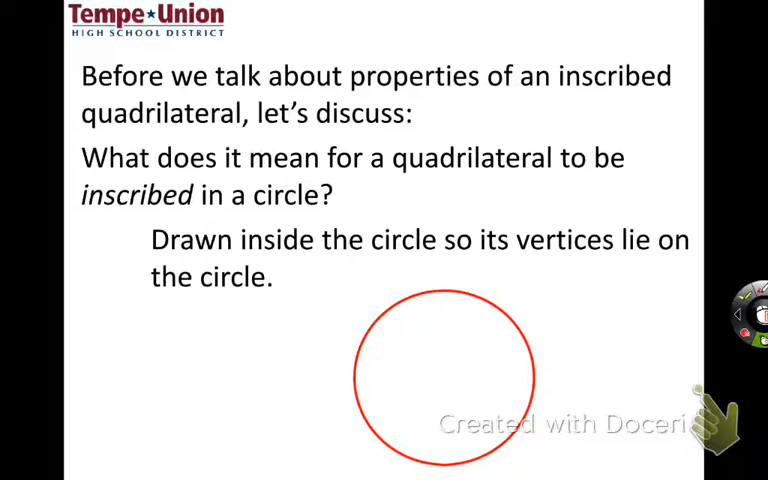 Tempe★Union
HIGH SCHOOL DISTRICT
Before we talk about properties of an inscribed
quadrilateral, let’s discuss:
What does it mean for a quadrilateral to be
inscribed in a circle?
Drawn inside the circle so its vertices lie on
the circle.
Created with Doceri